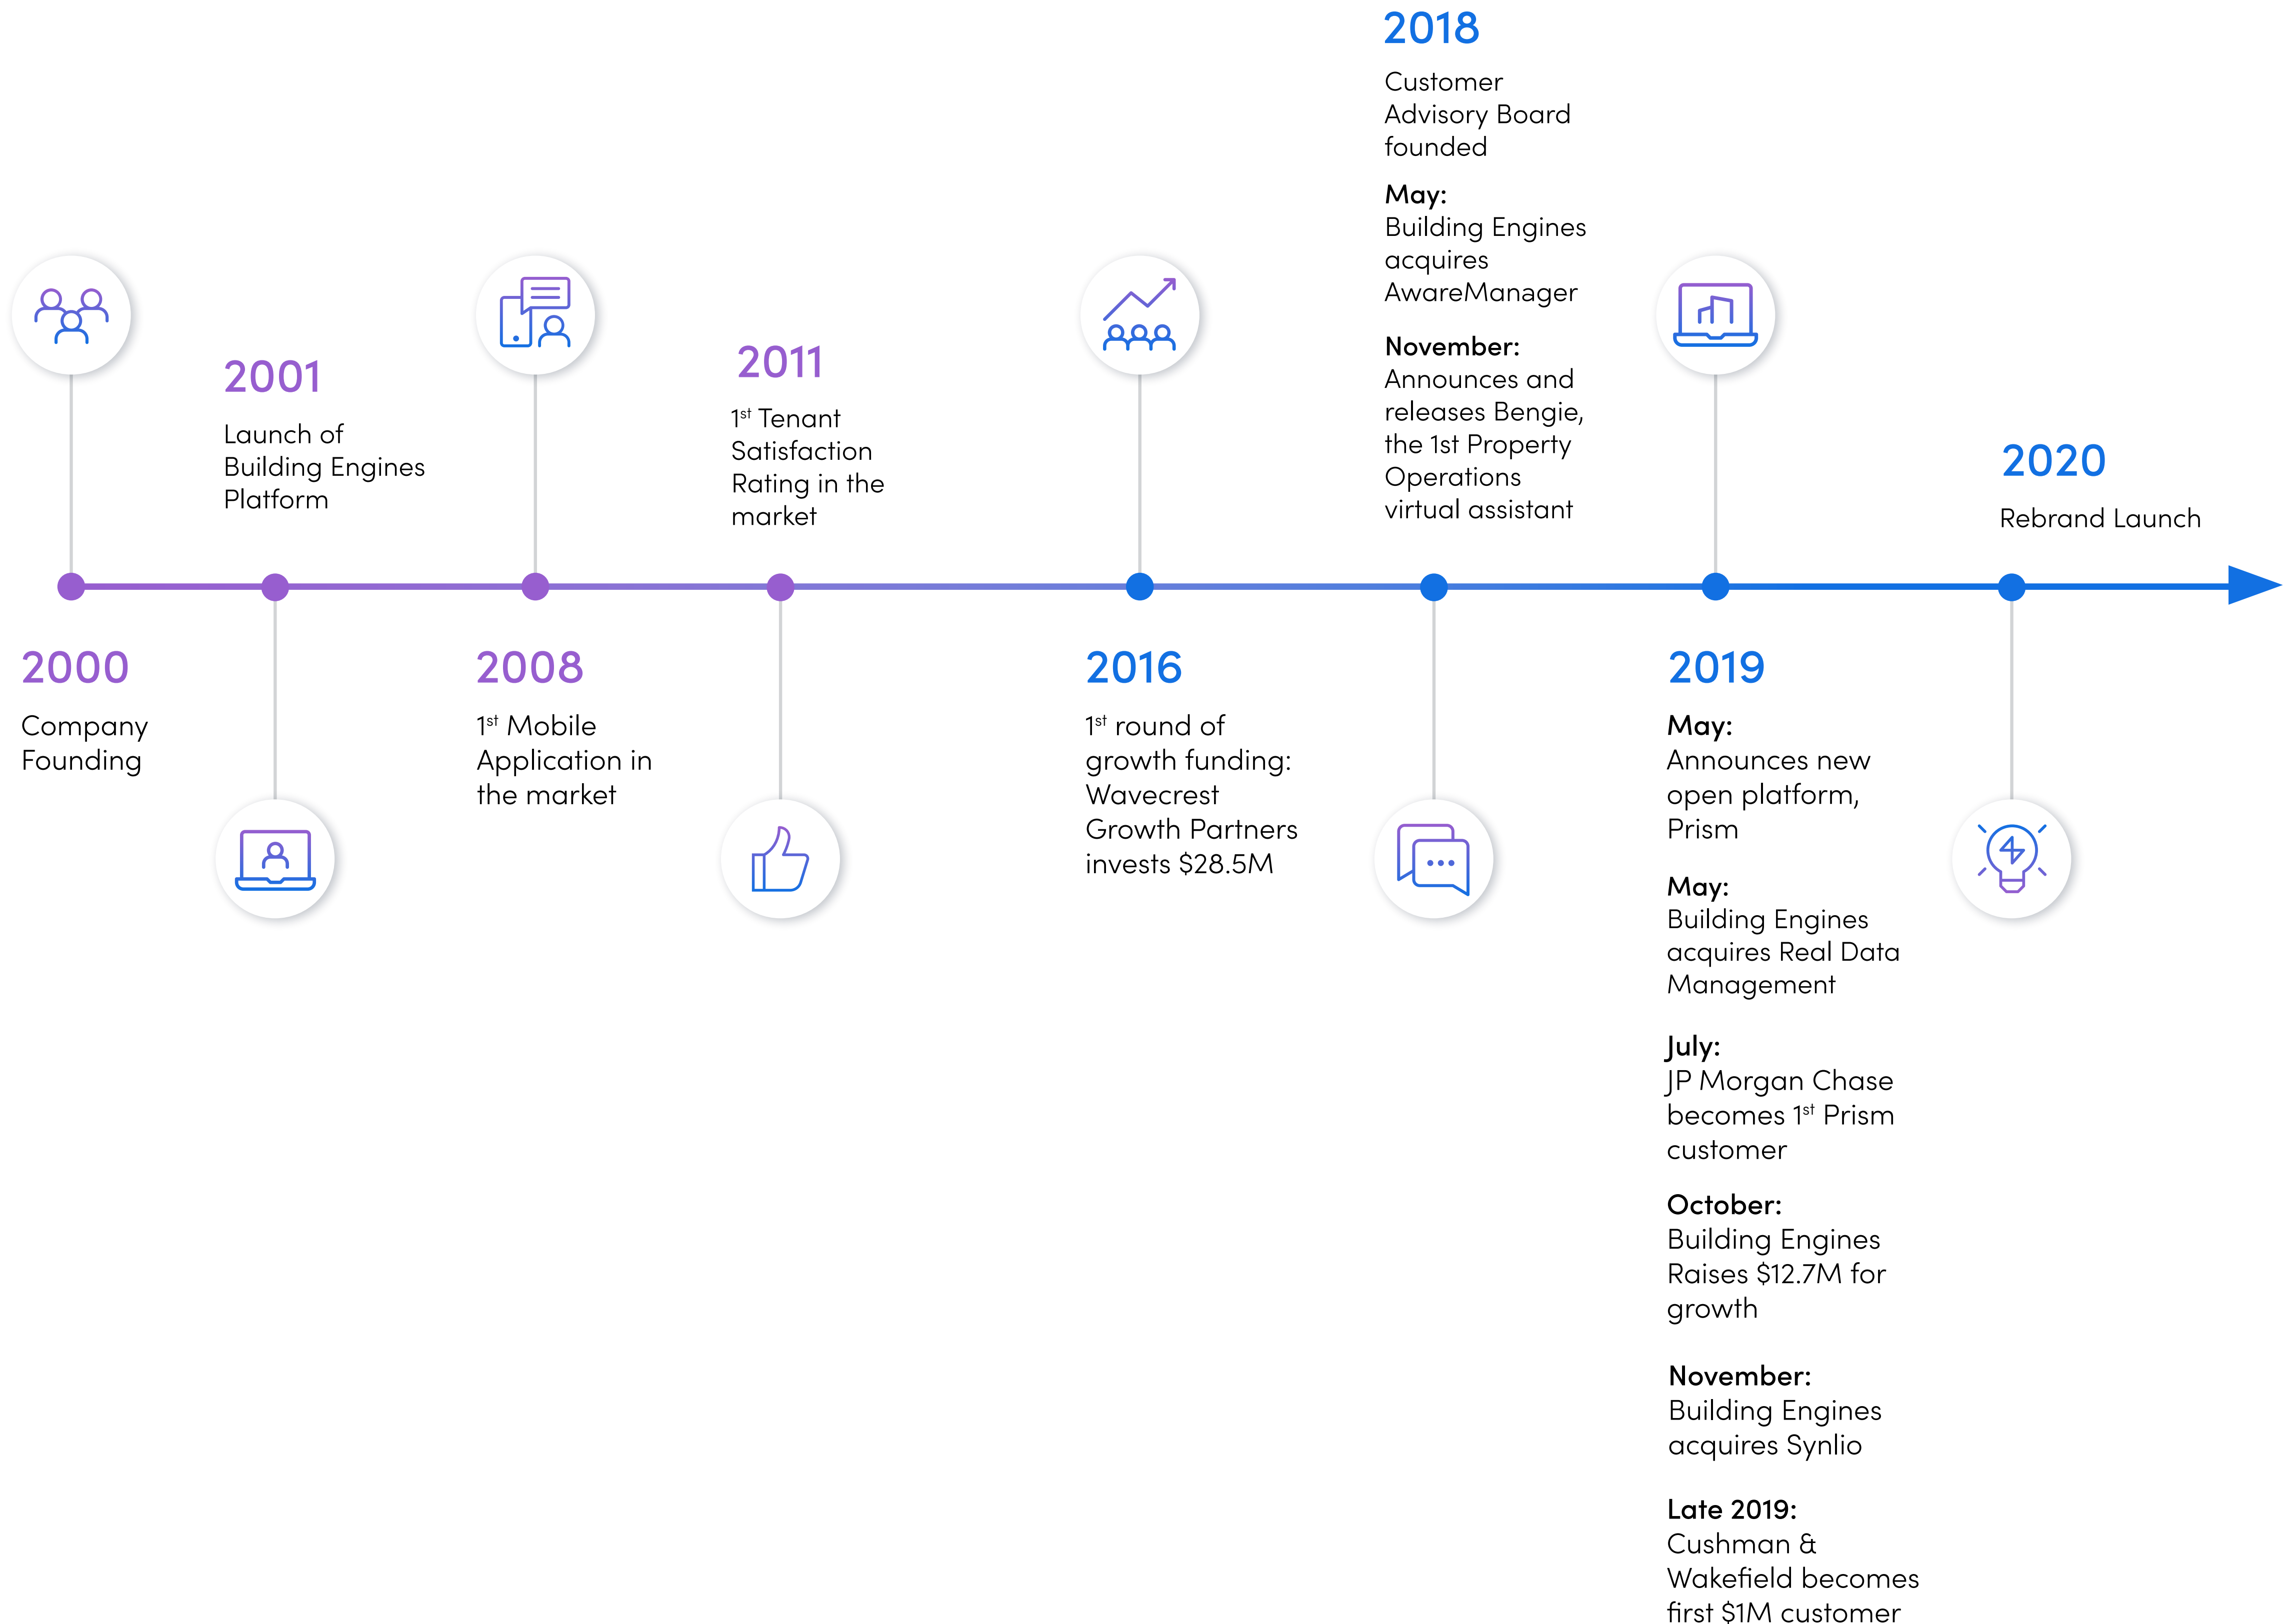 2000
Company
Founding
2001
Launch of
Building Engines
Platform
2008
1st Mobile
Application in
the market
2011
1st Tenant
Satisfaction
Rating in the
market
2016
1st round of
growth funding:
Wavecrest
Growth Partners
invests $28.5M
2018
Customer
Advisory Board
founded
May:
Building Engines
acquires
AwareManager
November:
Announces and
releases Bengie,
the 1st Property
Operations
virtual assistant
2019
May:
Announces new
open platform,
Prism
May:
Building Engines
acquires Real Data
Management
July:
JP Morgan Chase
becomes 1st Prism
customer
October:
Building Engines
Raises $12.7M for
growth
November:
Building Engines
acquires Synlio
Late 2019:
Cushman &
Wakefield becomes
first $1M customer
2020
Rebrand Launch